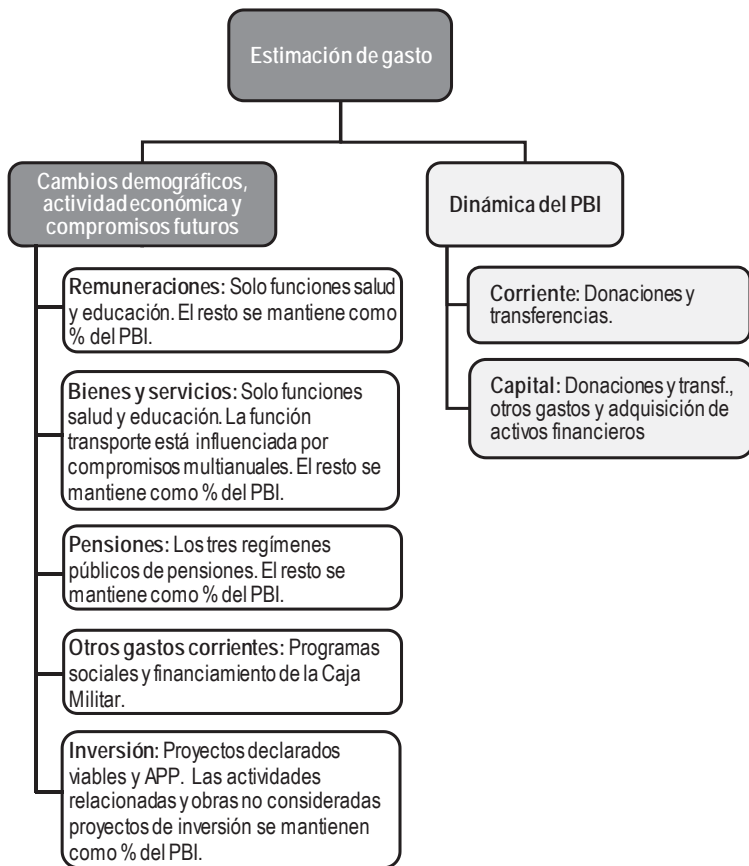 Estimación de gasto
Cambios demográficos,
actividad económica y
compromisos futuros
Remuneraciones: Solo funciones salud
y educación. El resto se mantiene como
% del PBI.
Bienes y servicios: Solo funciones
salud y educación. La función
transporte está influenciada por
compromisos multianuales. El resto se
mantiene como % del PBI.
Pensiones: Los tres regímenes
públicos de pensiones. El resto se
mantiene como % del PBI.
Otros gastos corrientes: Programas
sociales y financiamiento de la Caja
Militar.
Inversión: Proyectos declarados
viables y APP. Las actividades
relacionadas y obras no consideradas
proyectos de inversión se mantienen
como % del PBI.
Dinámica del PBI
Corriente: Donaciones y
transferencias.
Capital: Donaciones y transf.,
otros gastos y adquisición de
activos financieros